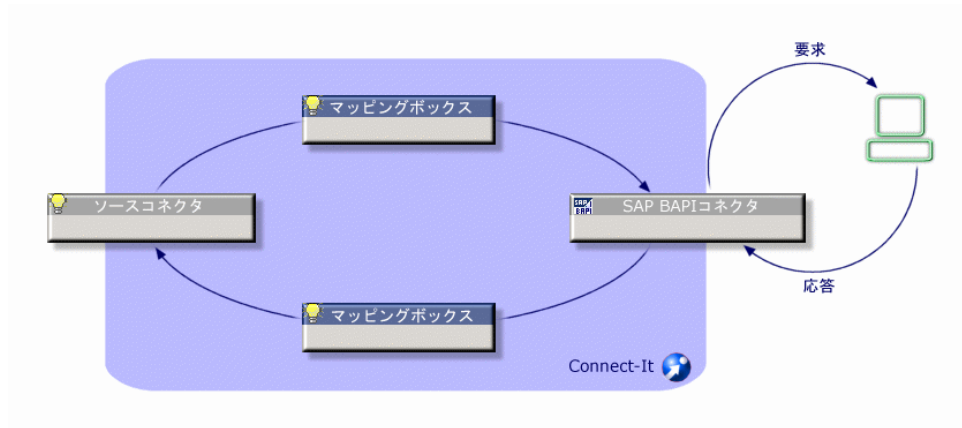 要求
マッピングボックス
ソースコネクタ
SAP BAPI
SAP BAPIコネクタ
応答
マッピングボックス
Connect-It